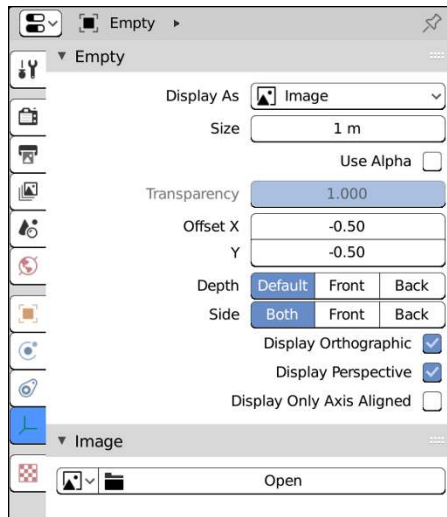 Empty
Empty
Display As Image
Size 1 m
Use Alpha
Transparency 1.000
Offset X -0.50
Y -0.50
Depth Default Front Back
Side Both Front Back
Display Orthographic
Display Perspective
Display Only Axis Aligned
Image
Open